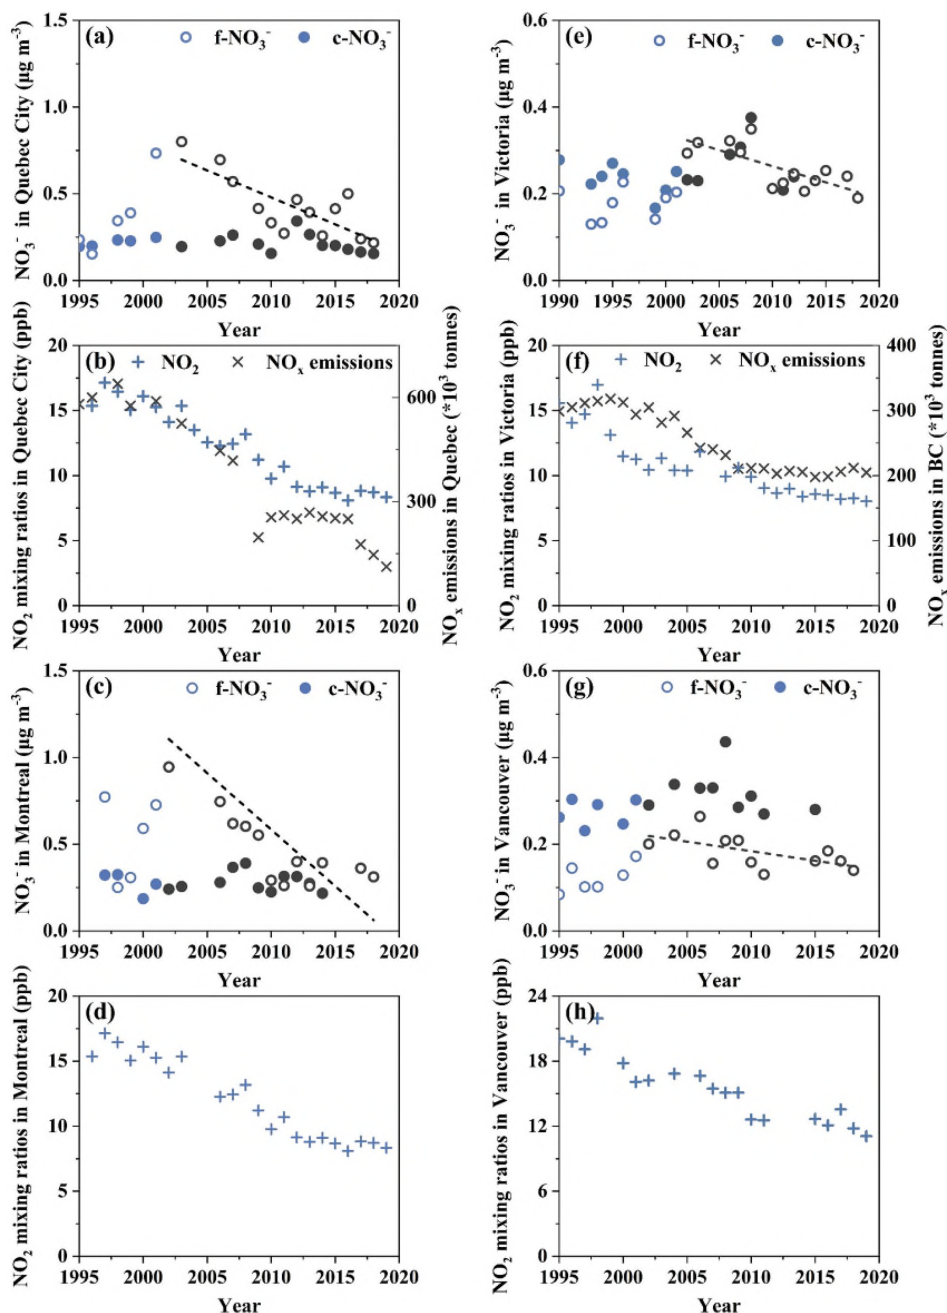 (a) f-NO₃⁻ c-NO₃⁻
NO₃⁻ in Quebec City (μg m⁻³)
1.5
1.0
0.5
0.0
1995 2000 2005 2010 2015 2020
Year
(e) f-NO₃⁻ c-NO₃⁻
NO₃⁻ in Victoria (μg m⁻³)
0.6
0.4
0.2
0.0
1990 1995 2000 2005 2010 2015 2020
Year
(b) NO₂ NOₓ emissions
NO₂ mixing ratios in Quebec City (ppb)
20
15
10
5
0
1995 2000 2005 2010 2015 2020
Year
600
300
0
NOₓ emissions in Quebec (*10³ tonnes)
(f) NO₂ NOₓ emissions
NO₂ mixing ratios in Victoria (ppb)
20
15
10
5
0
1990 1995 2000 2005 2010 2015 2020
Year
400
300
200
100
0
NOₓ emissions in BC (*10³ tonnes)
(c) f-NO₃⁻ c-NO₃⁻
NO₃⁻ in Montreal (μg m⁻³)
1.5
1.0
0.5
0.0
1995 2000 2005 2010 2015 2020
Year
(g) f-NO₃⁻ c-NO₃⁻
NO₃⁻ in Vancouver (μg m⁻³)
0.6
0.4
0.2
0.0
1995 2000 2005 2010 2015 2020
Year
(d)
NO₂ mixing ratios in Montreal (ppb)
20
15
10
5
0
1995 2000 2005 2010 2015 2020
Year
(h)
NO₂ mixing ratios in Vancouver (ppb)
24
18
12
6
0
1995 2000 2005 2010 2015 2020
Year